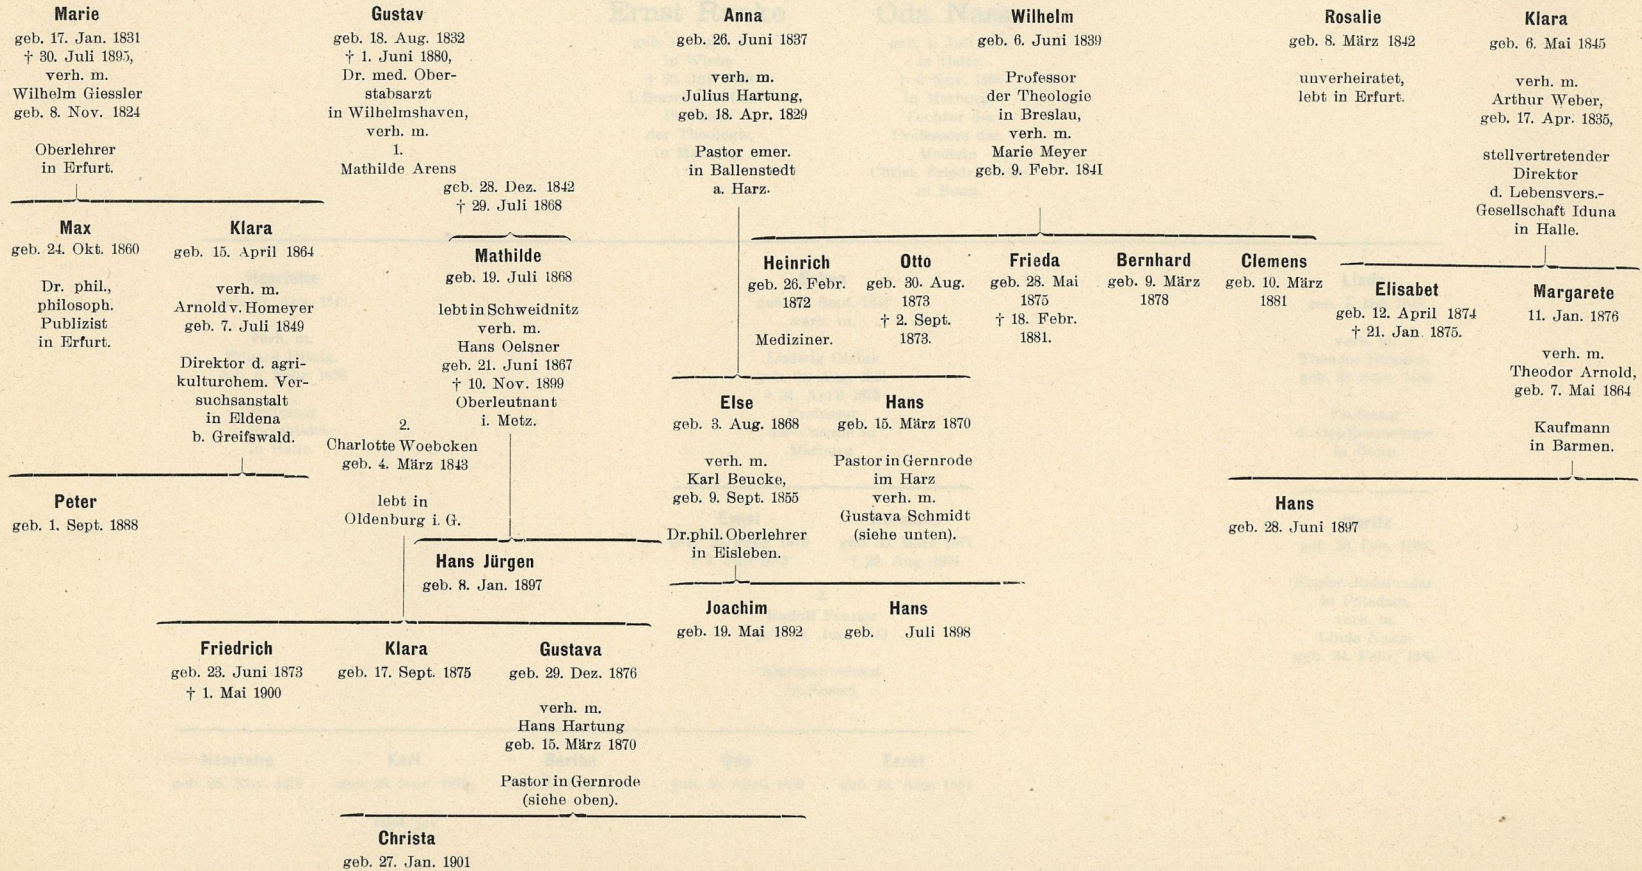 Marie
geb. 17. Jan. 1831
† 30. Juli 1895,
verh. m.
Wilhelm Giessler
geb. 8. Nov. 1824
Oberlehrer
in Erfurt.
Gustav
geb. 18. Aug. 1832
† 1. Juni 1880,
Dr. med. Ober-
stabsarzt
in Wilhelmshaven,
verh. m.
1.
Mathilde Arens
geb. 28. Dez. 1842
† 29. Juli 1868
Anna
geb. 26. Juni 1837
verh. m.
Julius Hartung,
geb. 18. Apr. 1829
Pastor emer.
in Ballenstedt
a. Harz.
Wilhelm
geb. 6. Juni 1839
Professor
der Theologie
in Breslau,
verh. m.
Marie Meyer
geb. 9. Febr. 1841
Rosalie
geb. 8. März 1842
unverheiratet,
lebt in Erfurt.
Klara
geb. 6. Mai 1845
verh. m.
Arthur Weber,
geb. 17. Apr. 1835,
stellvertretender
Direktor
d. Lebensvers.-
Gesellschaft Iduna
in Halle.
Max
geb. 24. Okt. 1860
Dr. phil.,
philosoph.
Publizist
in Erfurt.
Klara
geb. 15. April 1864
verh. m.
Arnold v. Homeyer
geb. 7. Juli 1849
Direktor d. agri-
kulturchem. Ver-
suchsanstalt
in Eldena
b. Greifswald.
Mathilde
geb. 19. Juli 1868
lebt in Schweidnitz
verh. m.
Hans Oelsner
geb. 21. Juni 1867
† 10. Nov. 1899
Oberleutnant
i. Metz.
Heinrich
geb. 26. Febr.
1872
Mediziner.
Otto
geb. 30. Aug.
1873
† 2. Sept.
1873.
Frieda
geb. 28. Mai
1875
† 18. Febr.
1881.
Bernhard
geb. 9. März
1878
Clemens
geb. 10. März
1881
Elisabet
geb. 12. April 1874
† 21. Jan. 1875.
Margarete
11. Jan. 1876
verh. m.
Theodor Arnold,
geb. 7. Mai 1864
Kaufmann
in Barmen.
2.
Charlotte Woebcken
geb. 4. März 1843
lebt in
Oldenburg i. G.
Else
geb. 3. Aug. 1868
verh. m.
Karl Beucke,
geb. 9. Sept. 1855
Dr. phil. Oberlehrer
in Eisleben.
Hans
geb. 15. März 1870
Pastor in Gernrode
im Harz
verh. m.
Gustava Schmidt
(siehe unten).
Peter
geb. 1. Sept. 1888
Hans
geb. 28. Juni 1897
Hans Jürgen
geb. 8. Jan. 1897
Joachim
geb. 19. Mai 1892
Hans
geb. Juli 1898
Friedrich
geb. 23. Juni 1873
† 1. Mai 1900
Klara
geb. 17. Sept. 1875
Gustava
geb. 29. Dez. 1876
verh. m.
Hans Hartung
geb. 15. März 1870
Pastor in Gernrode
(siehe oben).
Christa
geb. 27. Jan. 1901